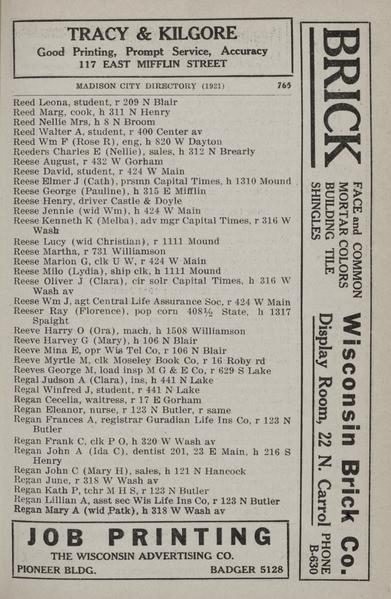 TRACY & KILGORE
Good Printing, Prompt Service, Accuracy
117 EAST MIFFLIN STREET
MADISON CITY DIRECTORY (1921) 765
Reed Leona, student, r 209 N Blair
Reed Marg, cook, h 311 N Henry
Reed Nellie Mrs, h 8 N Broom
Reed Walter A, student, r 400 Center av
Reed Wm F (Rose R), eng, h 820 W Dayton
Reeders Charles E (Nellie), sales, h 312 N Brearly
Reese August, r 432 W Gorham
Reese David, student, r 424 W Main
Reese Elmer J (Cath), prsmn Capital Times, h 1310 Mound
Reese George (Pauline), h 315 E Mifflin
Reese Henry, driver Castle & Doyle
Reese Jennie (wid Wm), h 424 W Main
Reese Kenneth K (Melba), adv mgr Capital Times, r 316 W
Wash
Reese Lucy (wid Christian), r 1111 Mound
Reese Martha, r 731 Williamson
Reese Marion G, clk U W, r 424 W Main
Reese Milo (Lydia), ship clk, h 1111 Mound
Reese Oliver J (Clara), cir solr Capital Times, h 316 W
Wash av
Reese Wm J, agt Central Life Assurance Soc, r 424 W Main
Reeser Ray (Florence), pop corn 408½ State, h 1317
Spaight
Reeve Harry O (Ora), mach, h 1508 Williamson
Reeve Harvey G (Mary), h 106 N Blair
Reeve Mina E, opr Wis Tel Co, r 106 N Blair
Reeve Myrtle M, clk Moseley Book Co, r 16 Roby rd
Reeves George M, load insp M G & E Co, r 629 S Lake
Regal Judson A (Clara), ins, h 441 N Lake
Regal Winfred J, student, r 441 N Lake
Regan Cecelia, waitress, r 17 E Gorham
Regan Eleanor, nurse, r 123 N Butler, r same
Regan Frances A, registrar Guradian Life Ins Co, r 123 N
Butler
Regan Frank C, clk P O, h 320 W Wash av
Regan John A (Ida C), dentist 201, 23 E Main, h 216 S
Henry
Regan John C (Mary H), sales, h 121 N Hancock
Regan June, r 318 W Wash av
Regan Kath P, tchr M H S, r 123 N Butler
Regan Lillian A, asst sec Wis Life Ins Co, r 123 N Butler
Regan Mary A (wid Patk), h 318 W Wash av
JOB PRINTING
THE WISCONSIN ADVERTISING CO.
PIONEER BLDG. BADGER 5128
BRICK
FACE and COMMON
MORTAR COLORS
BUILDING TILE
SHINGLES
Wisconsin Brick Co.
Display Room, 22 N. Carrol
PHONE
B-630